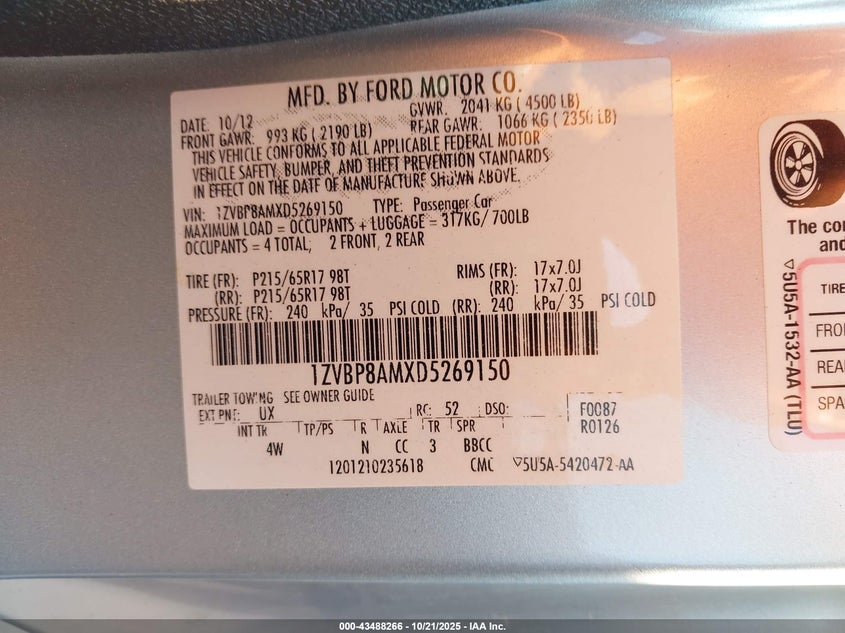 MFD. BY FORD MOTOR CO.
DATE: 10/12 GVWR: 2041 KG ( 4500 LB)
FRONT GAWR: 993 KG ( 2190 LB) REAR GAWR: 1066 KG ( 2350 LB)
THIS VEHICLE CONFORMS TO ALL APPLICABLE FEDERAL MOTOR
VEHICLE SAFETY, BUMPER, AND THEFT PREVENTION STANDARDS
IN EFFECT ON THE DATE OF MANUFACTURE SHOWN ABOVE.
VIN: 1ZVBP8AMXD5269150 TYPE: Passenger Car
MAXIMUM LOAD = OCCUPANTS + LUGGAGE = 317KG/ 700LB
OCCUPANTS = 4 TOTAL; 2 FRONT, 2 REAR
TIRE (FR): P215/65R17 98T RIMS (FR): 17x7.0J
(RR): P215/65R17 98T (RR): 17x7.0J
PRESSURE (FR): 240 kPa/ 35 PSI COLD (RR): 240 kPa/ 35 PSI COLD
1ZVBP8AMXD5269150
TRAILER TOWING SEE OWNER GUIDE
EXT PNT: UX RC: 52 DSO: F0087
INT TR TP/PS R AXLE TR SPR R0126
4W N CC 3 BBCC
1201210235618 CMC ▽5U5A-5420472-AA
The co
and
▽5U5A-1532-AA (TLU)
TIRE
FRO
REA
SPA
000-43488266 - 10/21/2025 - IAA Inc.